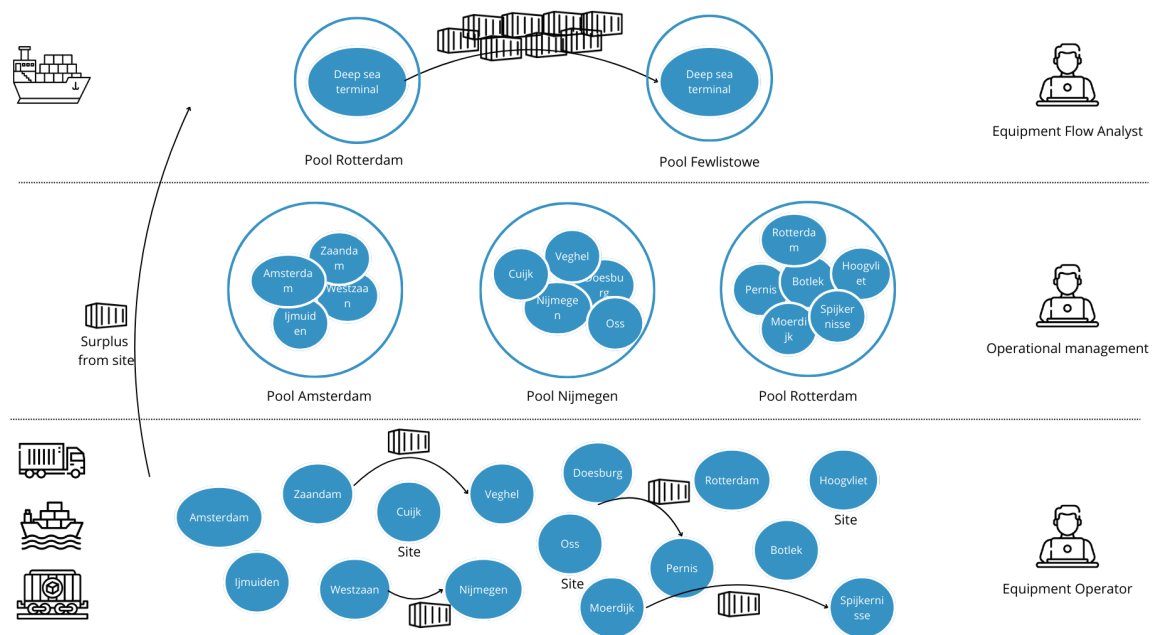 Deep sea
terminal
Deep sea
terminal
Equipment Flow Analyst
Pool Rotterdam
Pool Fewlistowe
Zaanda
m
Amsterda
m
Westzaa
n
Ijmuid
en
Cuijk
Veghel
Doesbu
rg
Nijmege
n
Oss
Rotterda
m
Pernis
Botlek
Hoogvli
et
Spijker
nisse
Moerdi
jk
Surplus
from site
Operational management
Pool Amsterdam
Pool Nijmegen
Pool Rotterdam
Amsterdam
Zaandam
Cuijk
Site
Veghel
Doesburg
Rotterdam
Hoogvliet
Site
Ijmuiden
Westzaan
Nijmegen
Oss
Site
Pernis
Botlek
Moerdijk
Spijkerni
sse
Equipment Operator